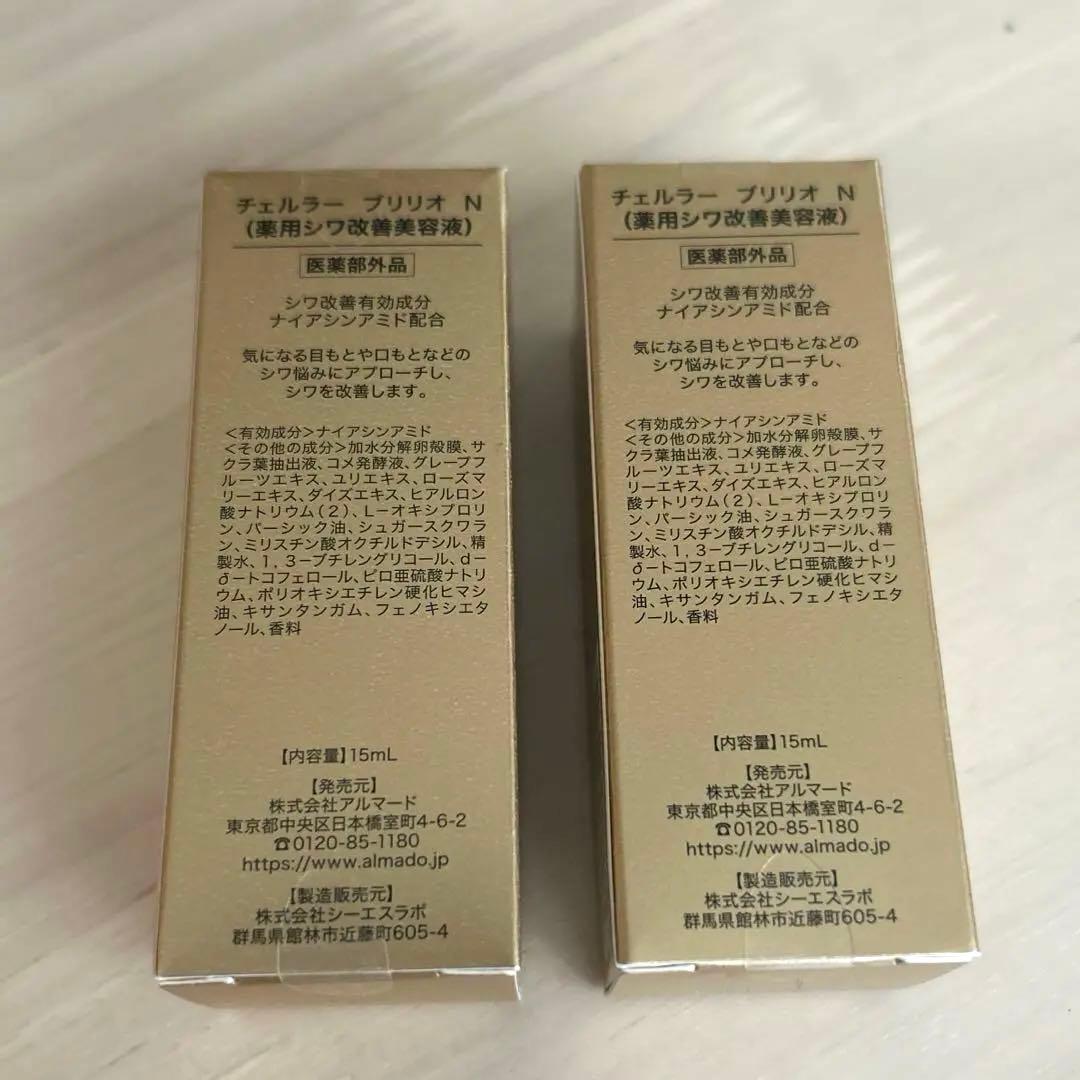 チェルラー ブリリオ N
(薬用シワ改善美容液)
医薬部外品
シワ改善有効成分
ナイアシンアミド配合
気になる目もとや口もとなどの
シワ悩みにアプローチし、
シワを改善します。
<有効成分>ナイアシンアミド
<その他の成分>加水分解卵殻膜、サ
クラ葉抽出液、コメ発酵液、グレープフ
ルーツエキス、ユリエキス、ローズマ
リーエキス、ダイズエキス、ヒアルロン
酸ナトリウム(2)、L-オキシプロリ
ン、パーシック油、シュガースクワラ
ン、ミリスチン酸オクチルドデシル、精
製水、1,3-ブチレングリコール、d-
δ-トコフェロール、ピロ亜硫酸ナトリ
ウム、ポリオキシエチレン硬化ヒマシ
油、キサンタンガム、フェノキシエタ
ノール、香料
【内容量】15mL
【発売元】
株式会社アルマード
東京都中央区日本橋室町4-6-2
☎0120-85-1180
https://www.almado.jp
【製造販売元】
株式会社シーエスラボ
群馬県館林市近藤町605-4
チェルラー ブリリオ N
(薬用シワ改善美容液)
医薬部外品
シワ改善有効成分
ナイアシンアミド配合
気になる目もとや口もとなどの
シワ悩みにアプローチし、
シワを改善します。
<有効成分>ナイアシンアミド
<その他の成分>加水分解卵殻膜、サ
クラ葉抽出液、コメ発酵液、グレープフ
ルーツエキス、ユリエキス、ローズマ
リーエキス、ダイズエキス、ヒアルロン
酸ナトリウム(2)、L-オキシプロリ
ン、パーシック油、シュガースクワラ
ン、ミリスチン酸オクチルドデシル、精
製水、1,3-ブチレングリコール、d-
δ-トコフェロール、ピロ亜硫酸ナトリ
ウム、ポリオキシエチレン硬化ヒマシ
油、キサンタンガム、フェノキシエタ
ノール、香料
【内容量】15mL
【発売元】
株式会社アルマード
東京都中央区日本橋室町4-6-2
☎0120-85-1180
https://www.almado.jp
【製造販売元】
株式会社シーエスラボ
群馬県館林市近藤町605-4